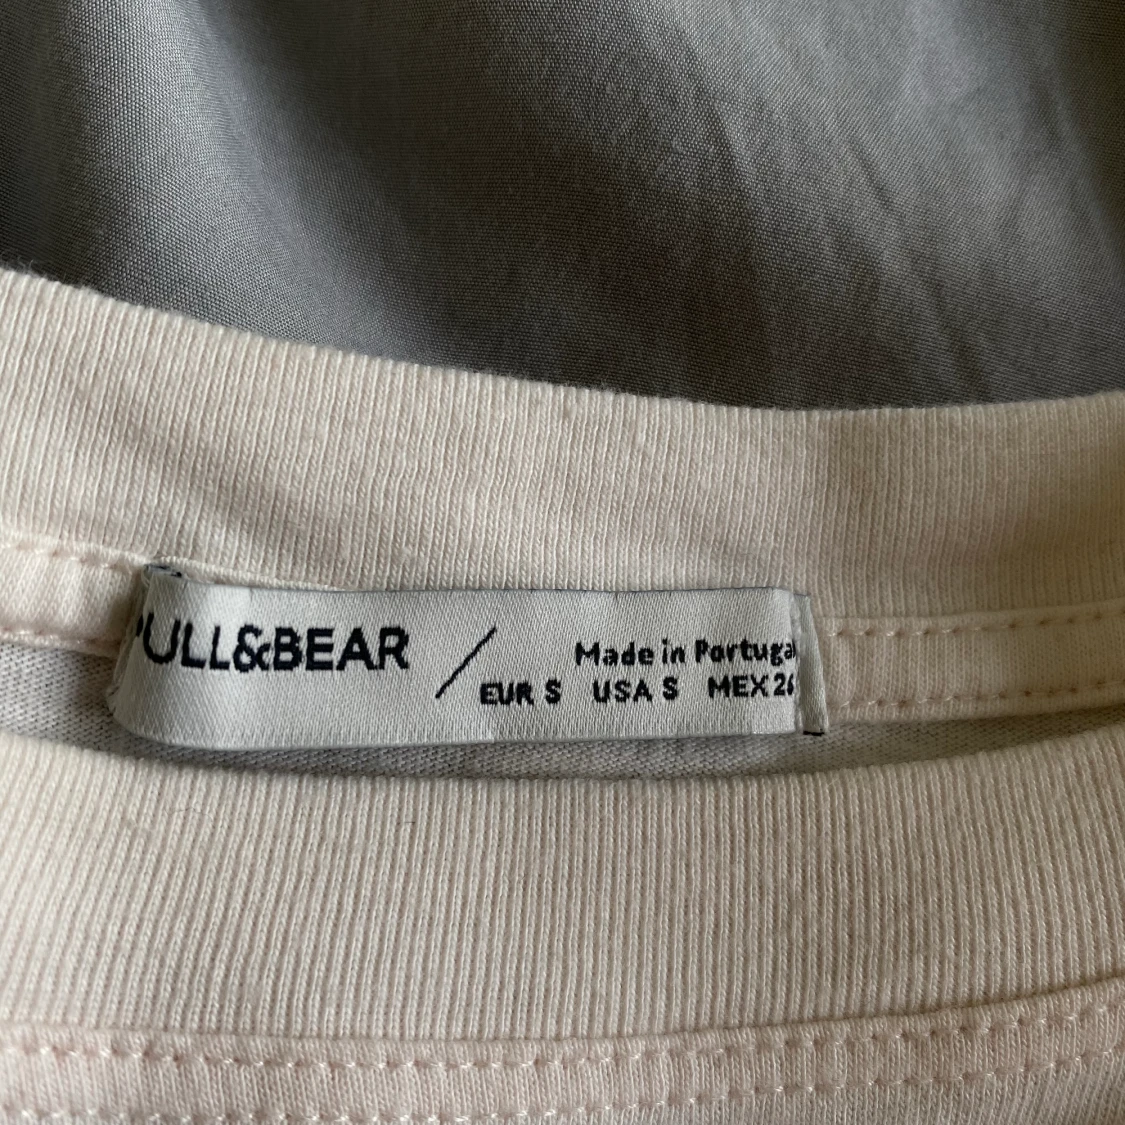 PULL&BEAR /
Made in Portugal
EUR S USA S MEX 26